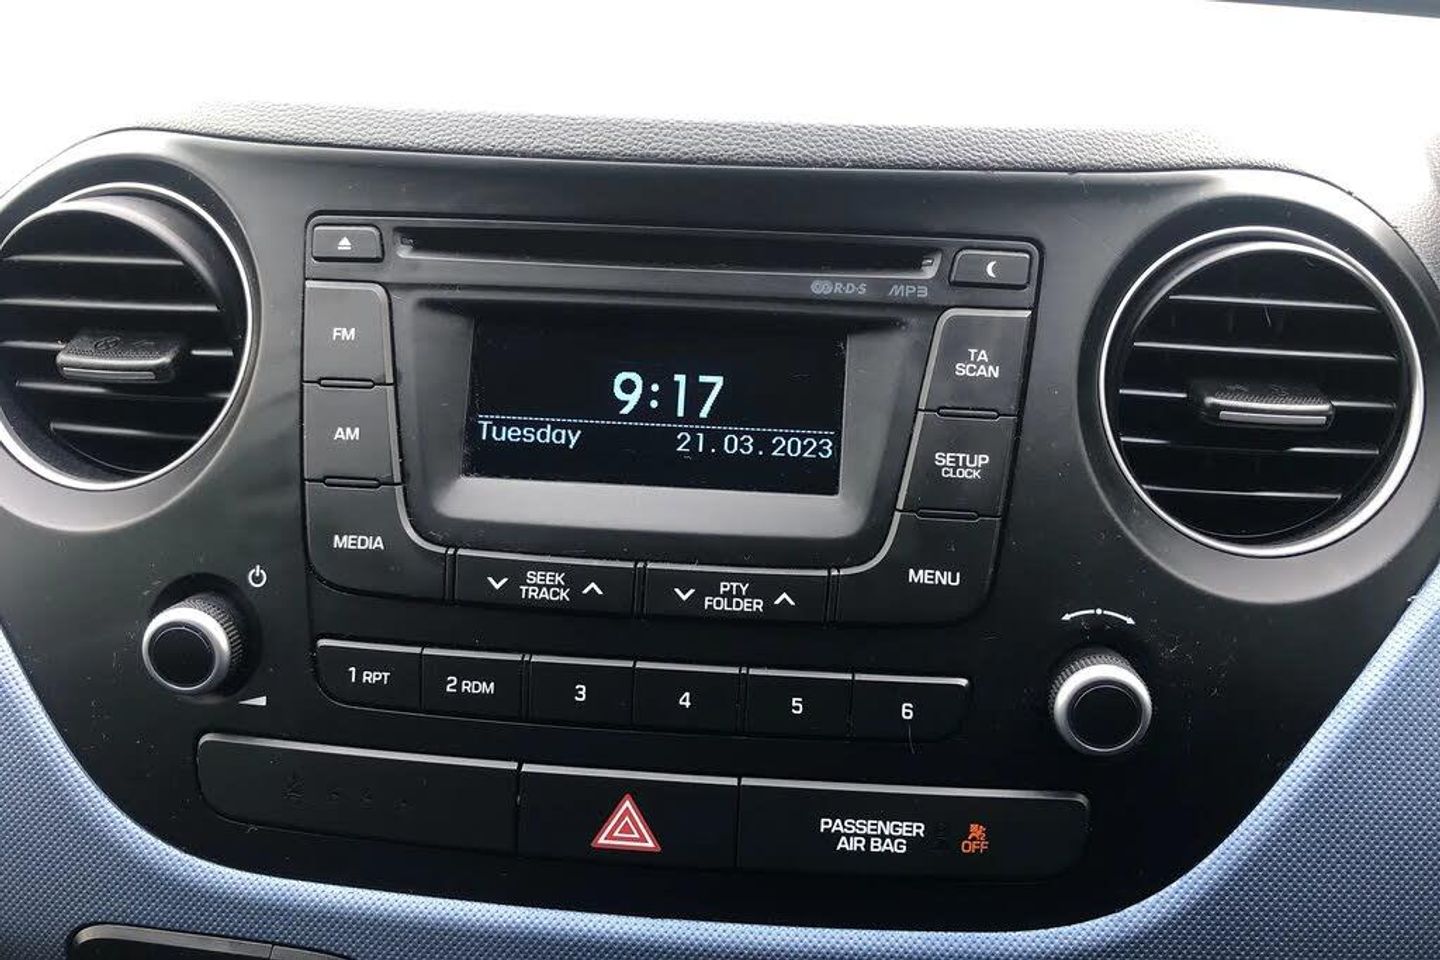 R·D·S MP3
FM
TA
SCAN
9:17
Tuesday 21.03.2023
AM
SETUP
CLOCK
MEDIA
MENU
SEEK
TRACK
PTY
FOLDER
1 RPT
2 RDM
3
4
5
6
PASSENGER
AIR BAG
OFF